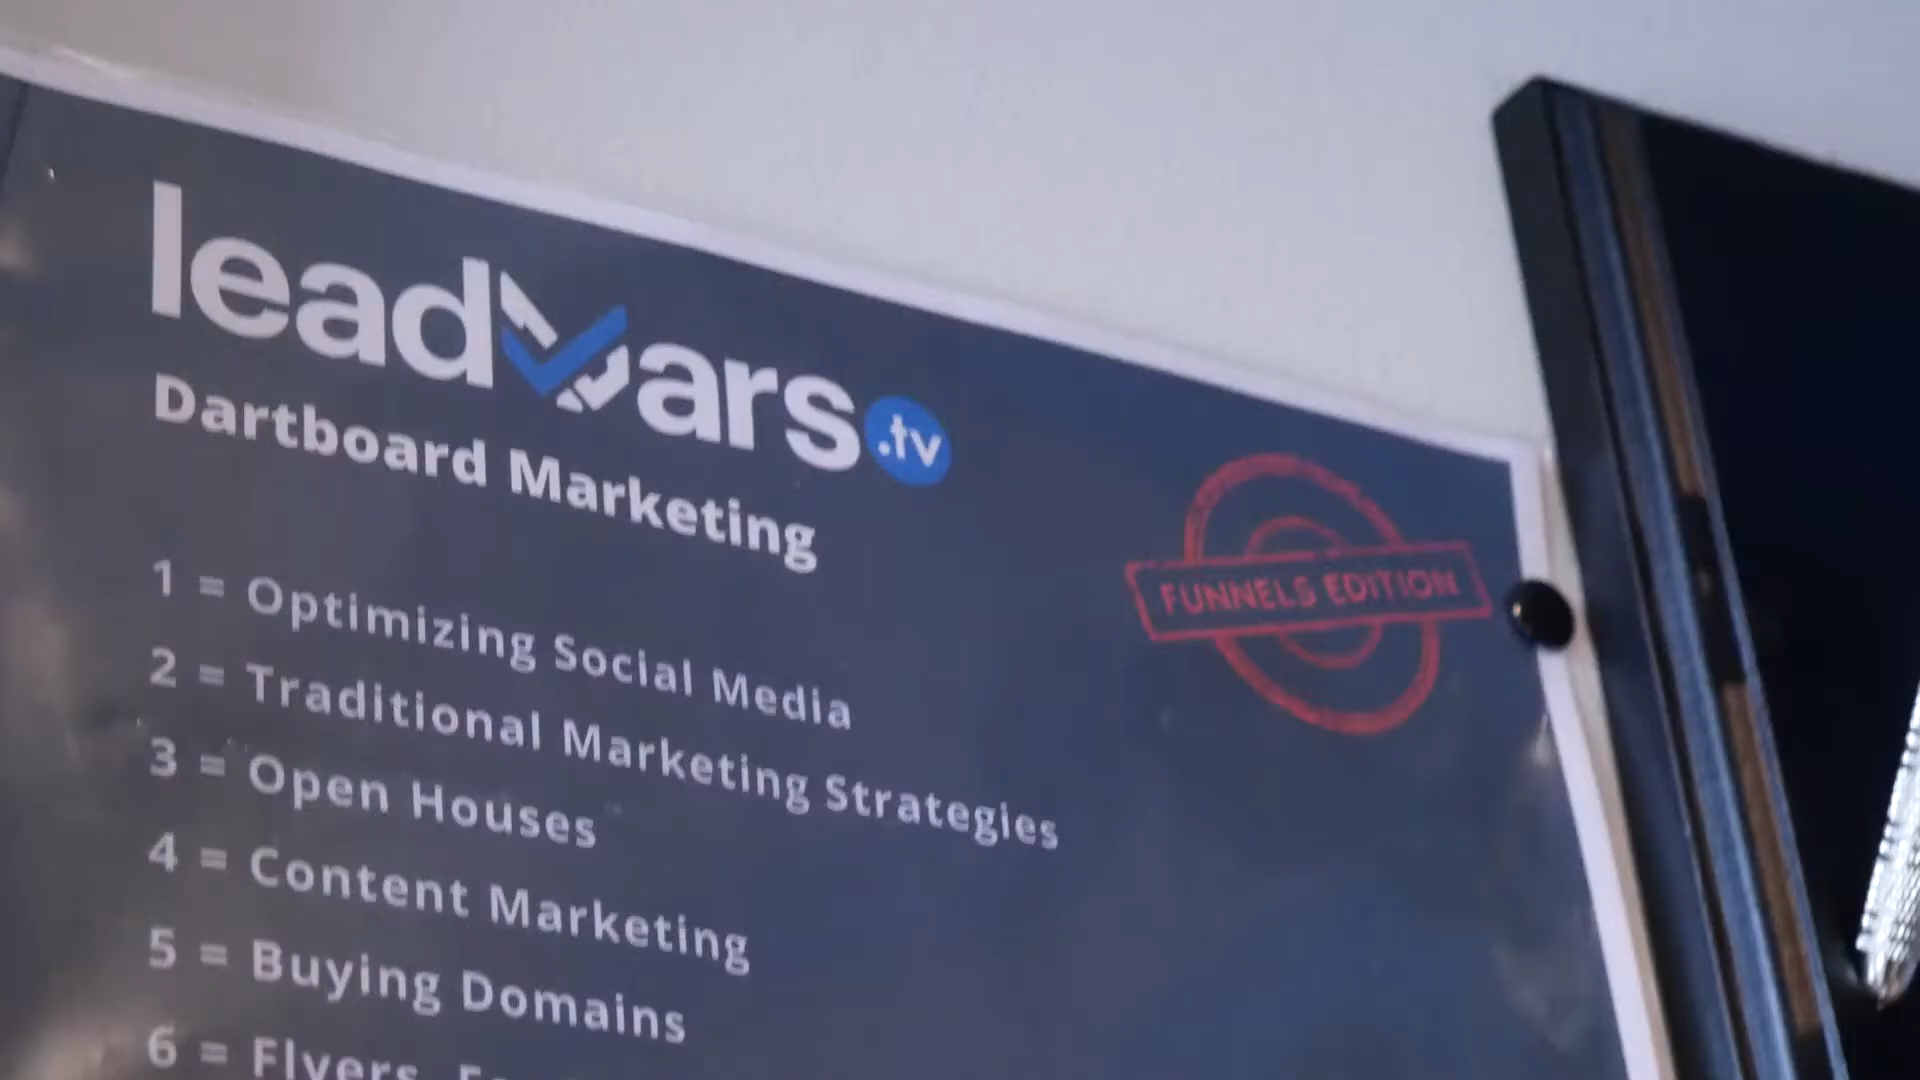 leadwars.tv
Dartboard Marketing
FUNNELS EDITION
1 = Optimizing Social Media
2 = Traditional Marketing Strategies
3 = Open Houses
4 = Content Marketing
5 = Buying Domains
6 = Flyers,